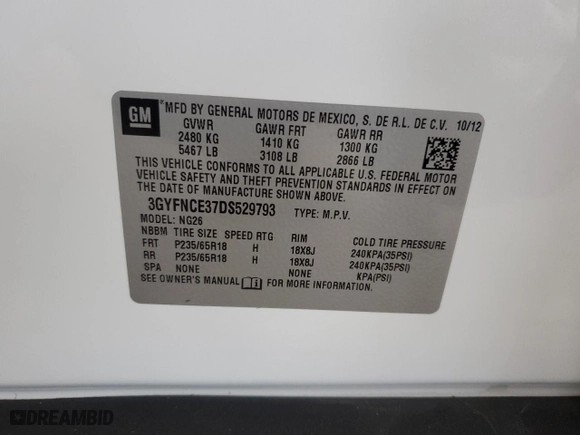 GM ® MFD BY GENERAL MOTORS DE MEXICO, S. DE R.L. DE C.V. 10/12
GVWR GAWR FRT GAWR RR
2480 KG 1410 KG 1300 KG
5467 LB 3108 LB 2866 LB
THIS VEHICLE CONFORMS TO ALL APPLICABLE U.S. FEDERAL MOTOR
VEHICLE SAFETY AND THEFT PREVENTION STANDARDS IN EFFECT ON
THE DATE OF MANUFACTURE SHOWN ABOVE.
3GYFNCE37DS529793 TYPE: M.P.V.
MODEL: NG26
NBBM TIRE SIZE SPEED RTG RIM COLD TIRE PRESSURE
FRT P235/65R18 H 18X8J 240KPA(35PSI)
RR P235/65R18 H 18X8J 240KPA(35PSI)
SPA NONE NONE KPA(PSI)
SEE OWNER'S MANUAL FOR MORE INFORMATION.
DREAMBID